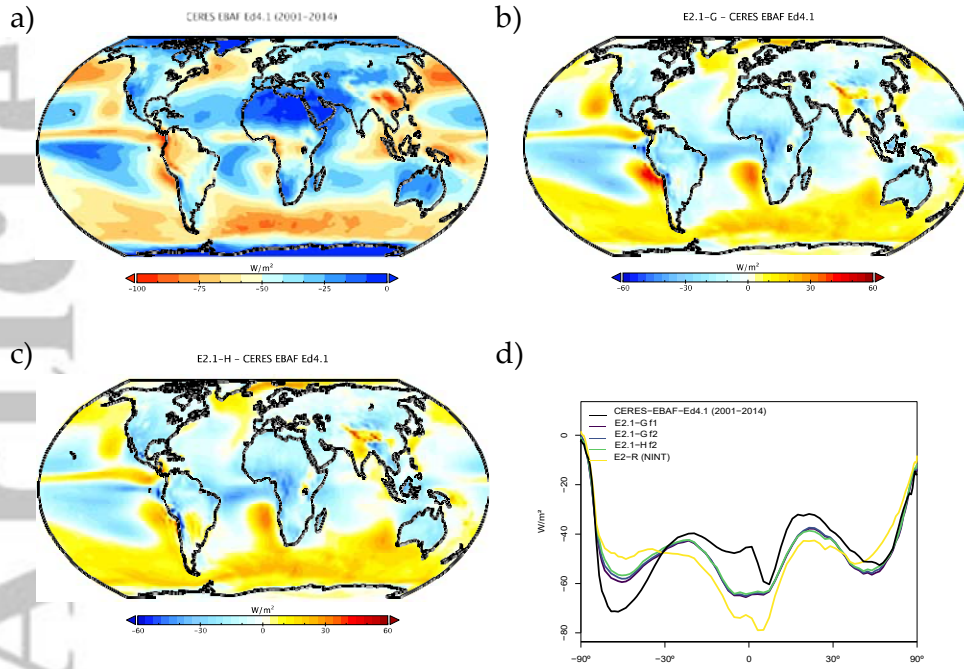 a)
CERES EBAF Ed4.1 (2001-2014)
W/m²
-100 -75 -50 -25 0
b)
E2.1-G - CERES EBAF Ed4.1
W/m²
-60 -30 0 30 60
c)
E2.1-H - CERES EBAF Ed4.1
W/m²
-60 -30 0 30 60
d)
CERES-EBAF-Ed4.1 (2001-2014)
E2.1-G f1
E2.1-G f2
E2.1-H f2
E2-R (NINT)
W/m²
0
-20
-40
-60
-80
-90° -30° 0 30° 90°